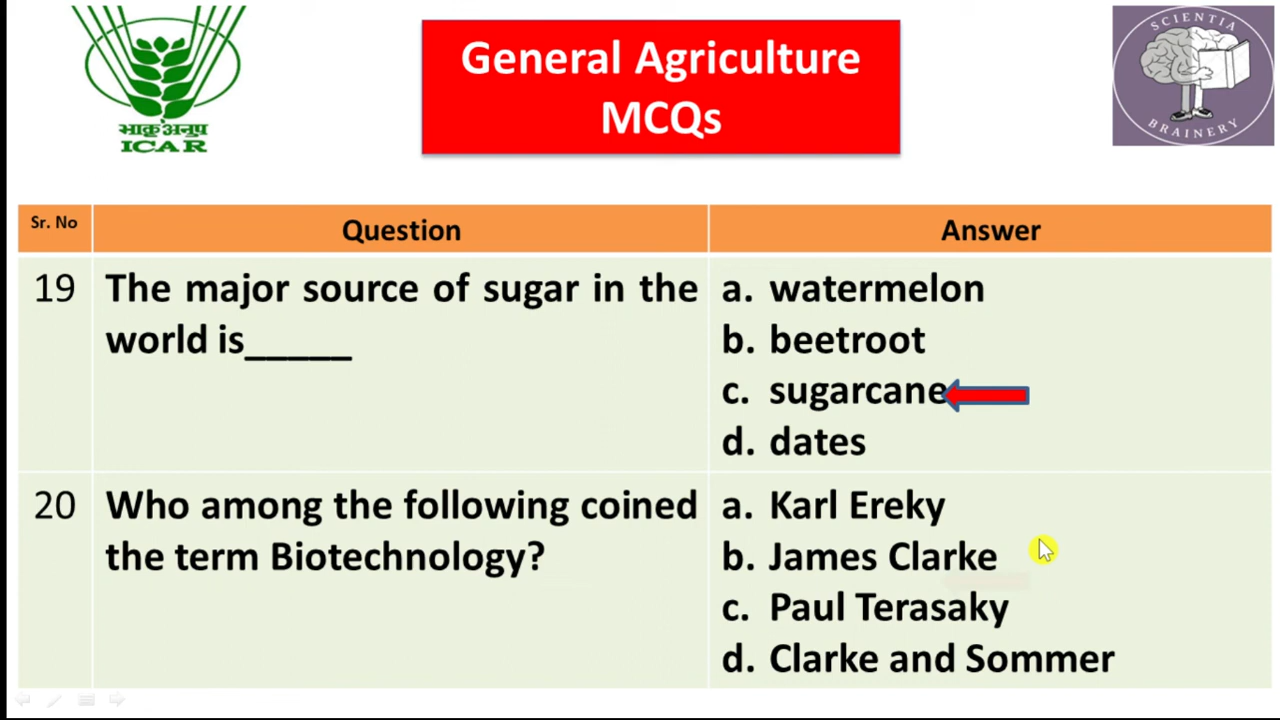 भाकृअनुप
ICAR
General Agriculture
MCQs
SCIENTIA
BRAINERY
Sr. No
Question
Answer
19
The major source of sugar in the
world is_____
a. watermelon
b. beetroot
c. sugarcane
d. dates
20
Who among the following coined
the term Biotechnology?
a. Karl Ereky
b. James Clarke
c. Paul Terasaky
d. Clarke and Sommer